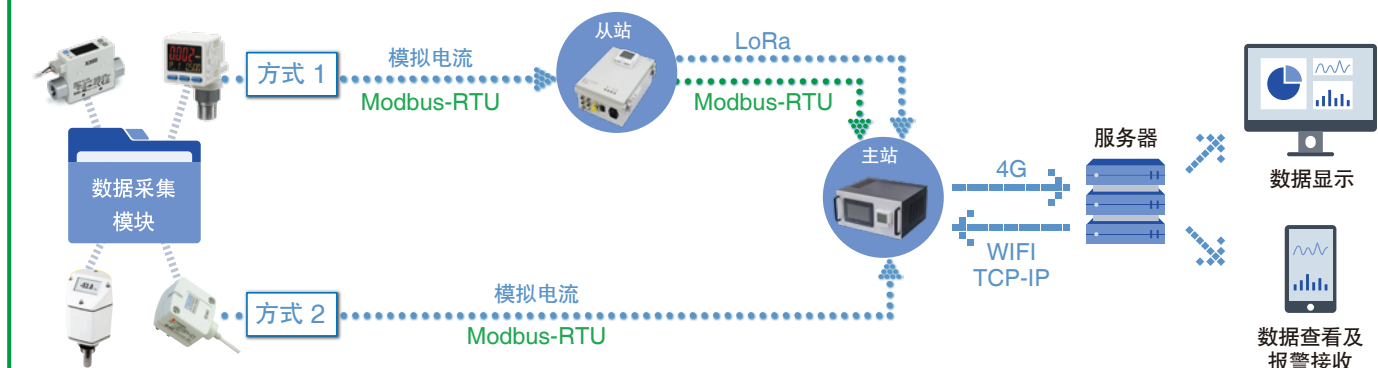 方式 1
模拟电流
Modbus-RTU
从站
LoRa
Modbus-RTU
数据采集
模块
主站
4G
WIFI
TCP-IP
服务器
数据显示
方式 2
模拟电流
Modbus-RTU
数据查看及
报警接收